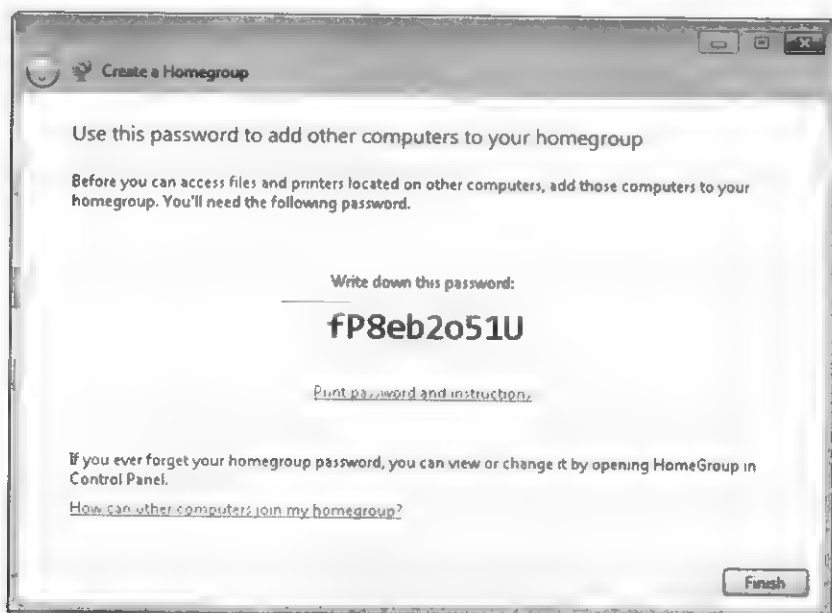 Create a Homegroup
Use this password to add other computers to your homegroup
Before you can access files and printers located on other computers, add those computers to your
homegroup. You'll need the following password.
Write down this password:
fP8eb2o51U
Print password and instructions
If you ever forget your homegroup password, you can view or change it by opening HomeGroup in
Control Panel.
How can other computers join my homegroup?
Finish